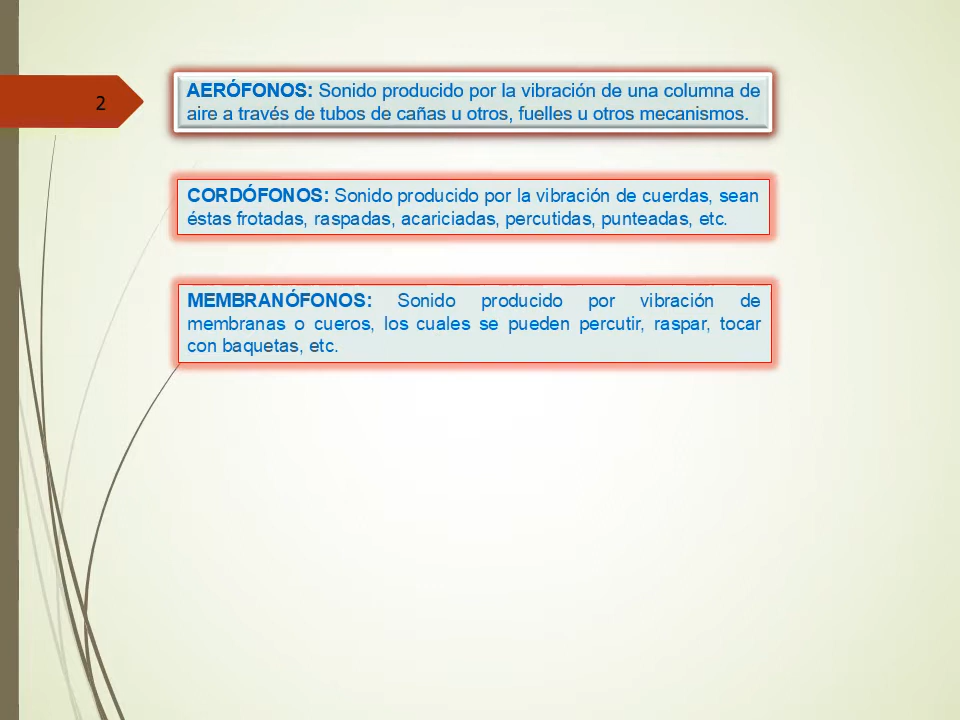 2
AERÓFONOS: Sonido producido por la vibración de una columna de
aire a través de tubos de cañas u otros, fuelles u otros mecanismos.
CORDÓFONOS: Sonido producido por la vibración de cuerdas, sean
éstas frotadas, raspadas, acariciadas, percutidas, punteadas, etc.
MEMBRANÓFONOS: Sonido producido por vibración de
membranas o cueros, los cuales se pueden percutir, raspar, tocar
con baquetas, etc.